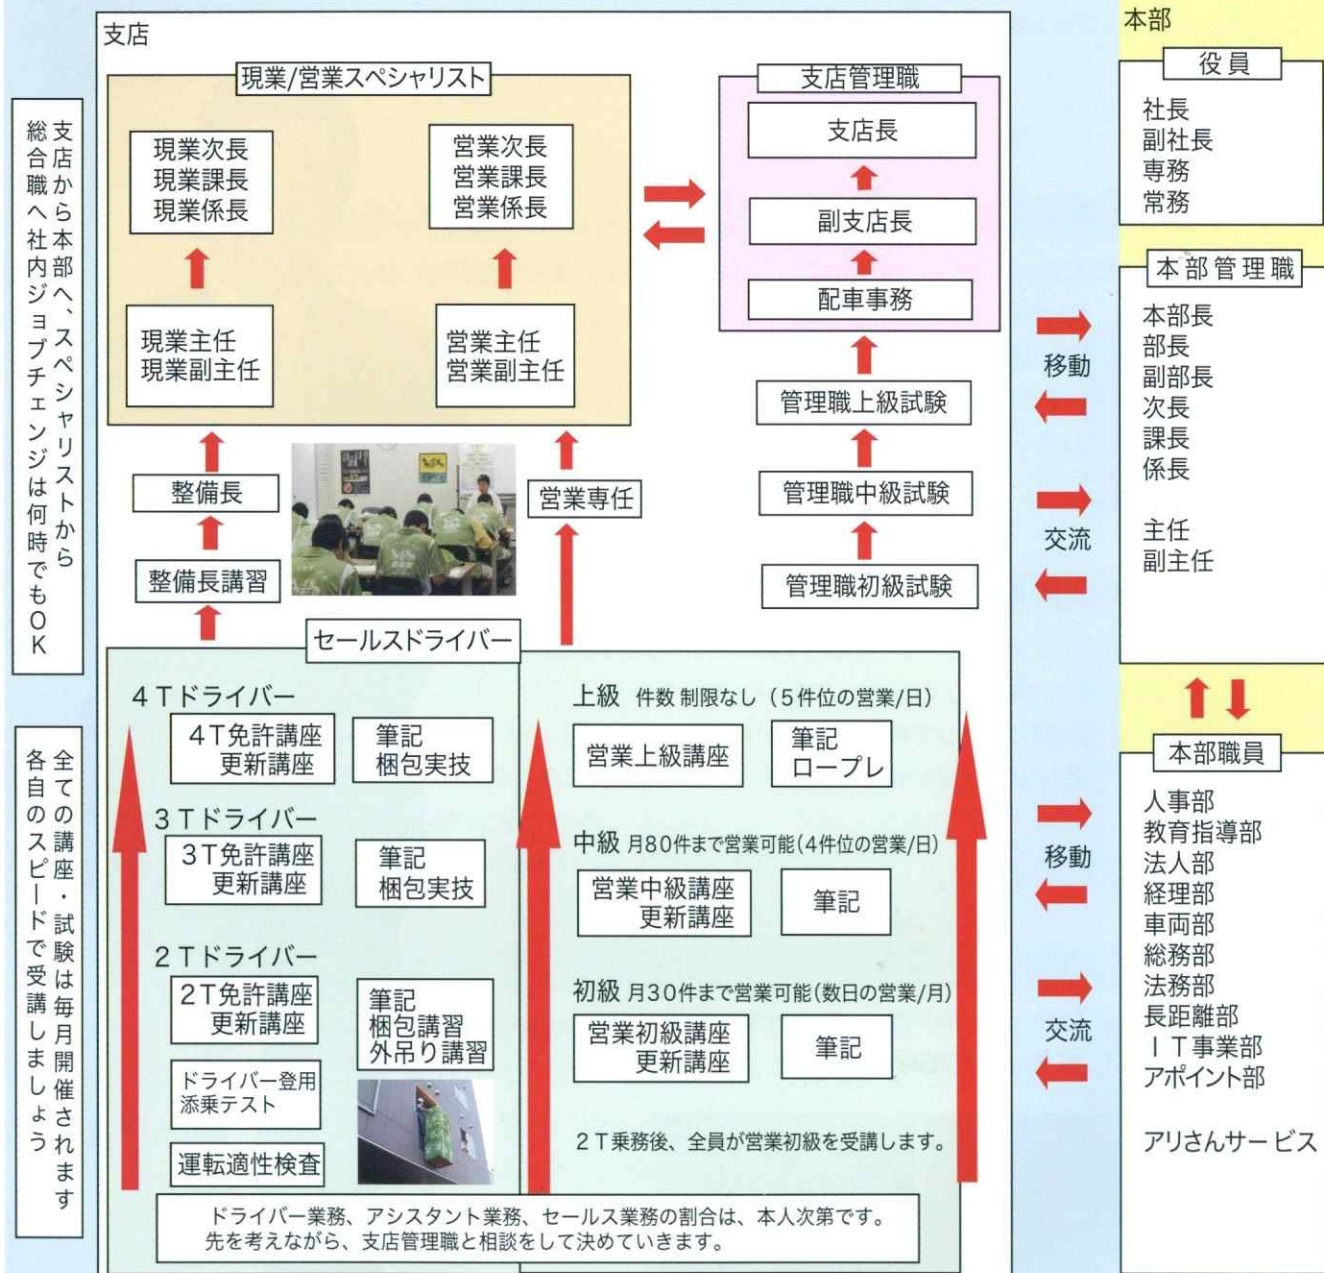 支店から本部へ、スペシャリストから
総合職へ社内ジョブチェンジは何時でもOK
全ての講座・試験は毎月開催されます
各自のスピードで受講しましょう
支店
現業/営業スペシャリスト
現業次長
現業課長
現業係長
営業次長
営業課長
営業係長
現業主任
現業副主任
営業主任
営業副主任
整備長
整備長講習
営業専任
支店管理職
支店長
副支店長
配車事務
管理職上級試験
管理職中級試験
管理職初級試験
セールスドライバー
4Tドライバー
4T免許講座
更新講座
筆記
梱包実技
3Tドライバー
3T免許講座
更新講座
筆記
梱包実技
2Tドライバー
2T免許講座
更新講座
筆記
梱包講習
外吊り講習
ドライバー登用
添乗テスト
運転適性検査
上級 件数 制限なし（5件位の営業/日）
営業上級講座
筆記
ロープレ
中級 月80件まで営業可能(4件位の営業/日)
営業中級講座
更新講座
筆記
初級 月30件まで営業可能(数日の営業/月)
営業初級講座
更新講座
筆記
2T乗務後、全員が営業初級を受講します。
ドライバー業務、アシスタント業務、セールス業務の割合は、本人次第です。
先を考えながら、支店管理職と相談をして決めていきます。
移動
交流
移動
交流
本部
役員
社長
副社長
専務
常務
本部管理職
本部長
部長
副部長
次長
課長
係長
主任
副主任
本部職員
人事部
教育指導部
法人部
経理部
車両部
総務部
法務部
長距離部
IT事業部
アポイント部
アリさんサービス